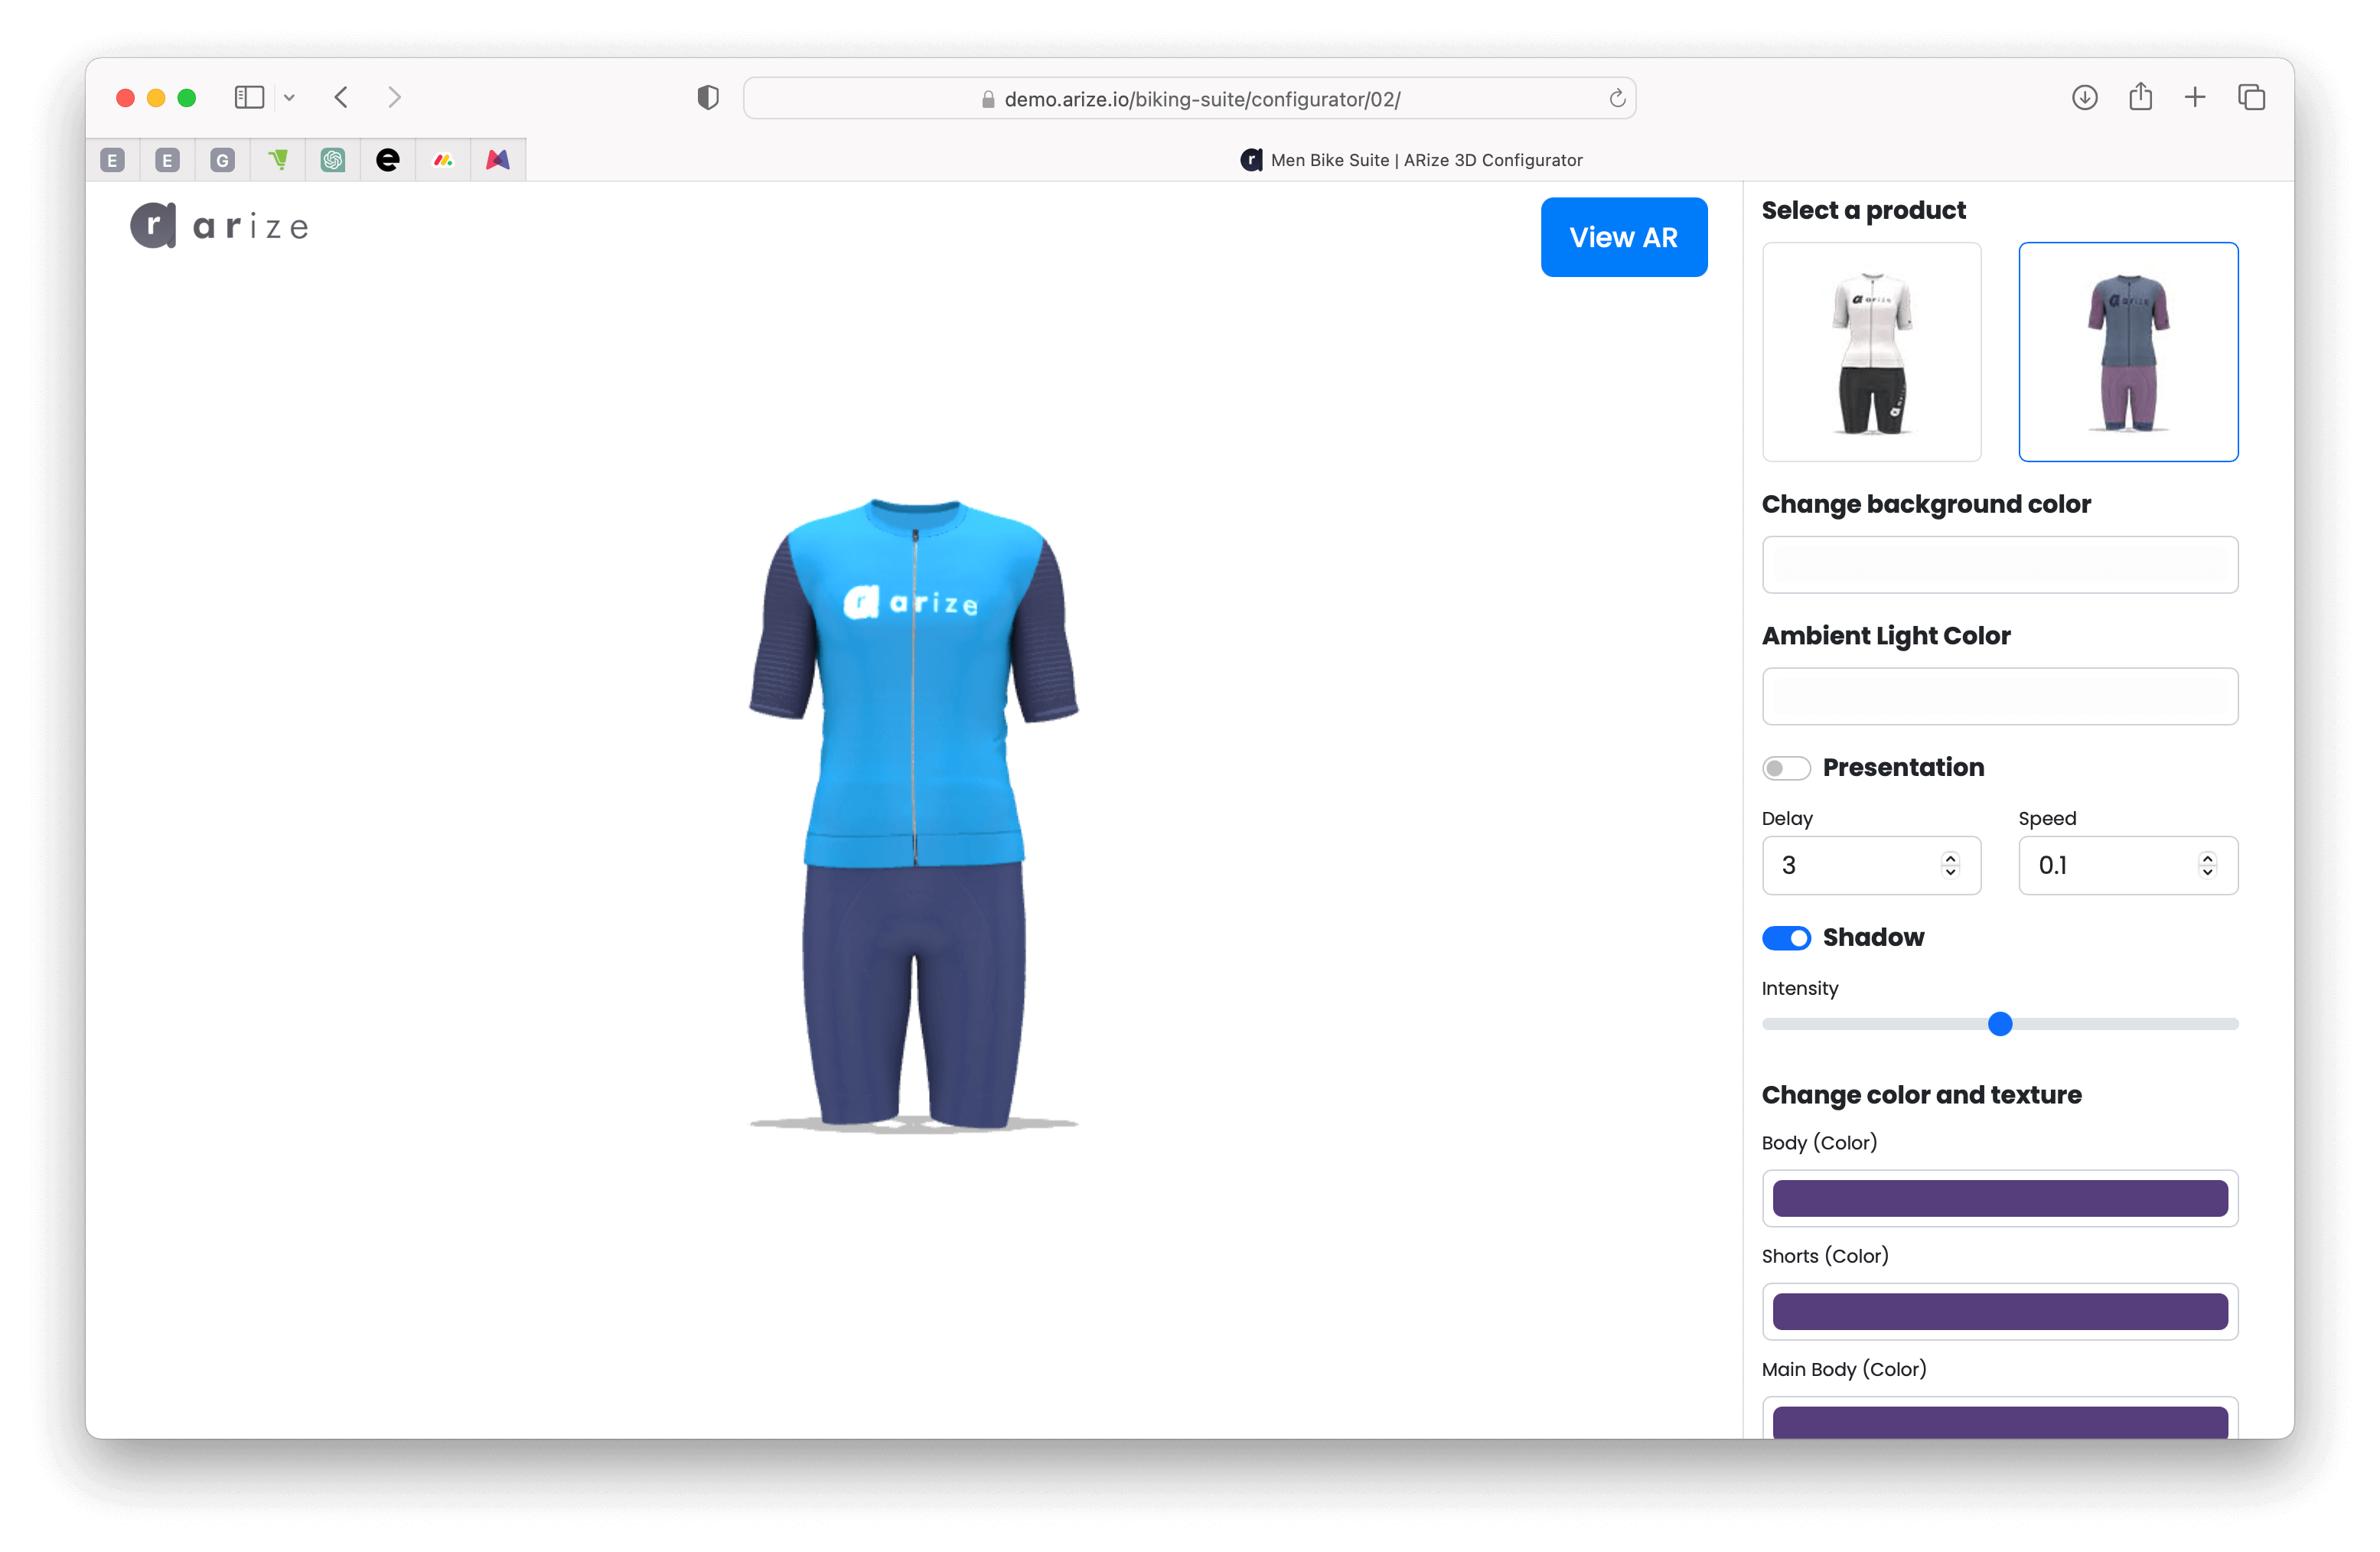 demo.arize.io/biking-suite/configurator/02/
E
E
G
e
r Men Bike Suite | ARize 3D Configurator
r arize
View AR
r arize
Select a product
arize
arize
Change background color
Ambient Light Color
Presentation
Delay
Speed
3
0.1
Shadow
Intensity
Change color and texture
Body (Color)
Shorts (Color)
Main Body (Color)